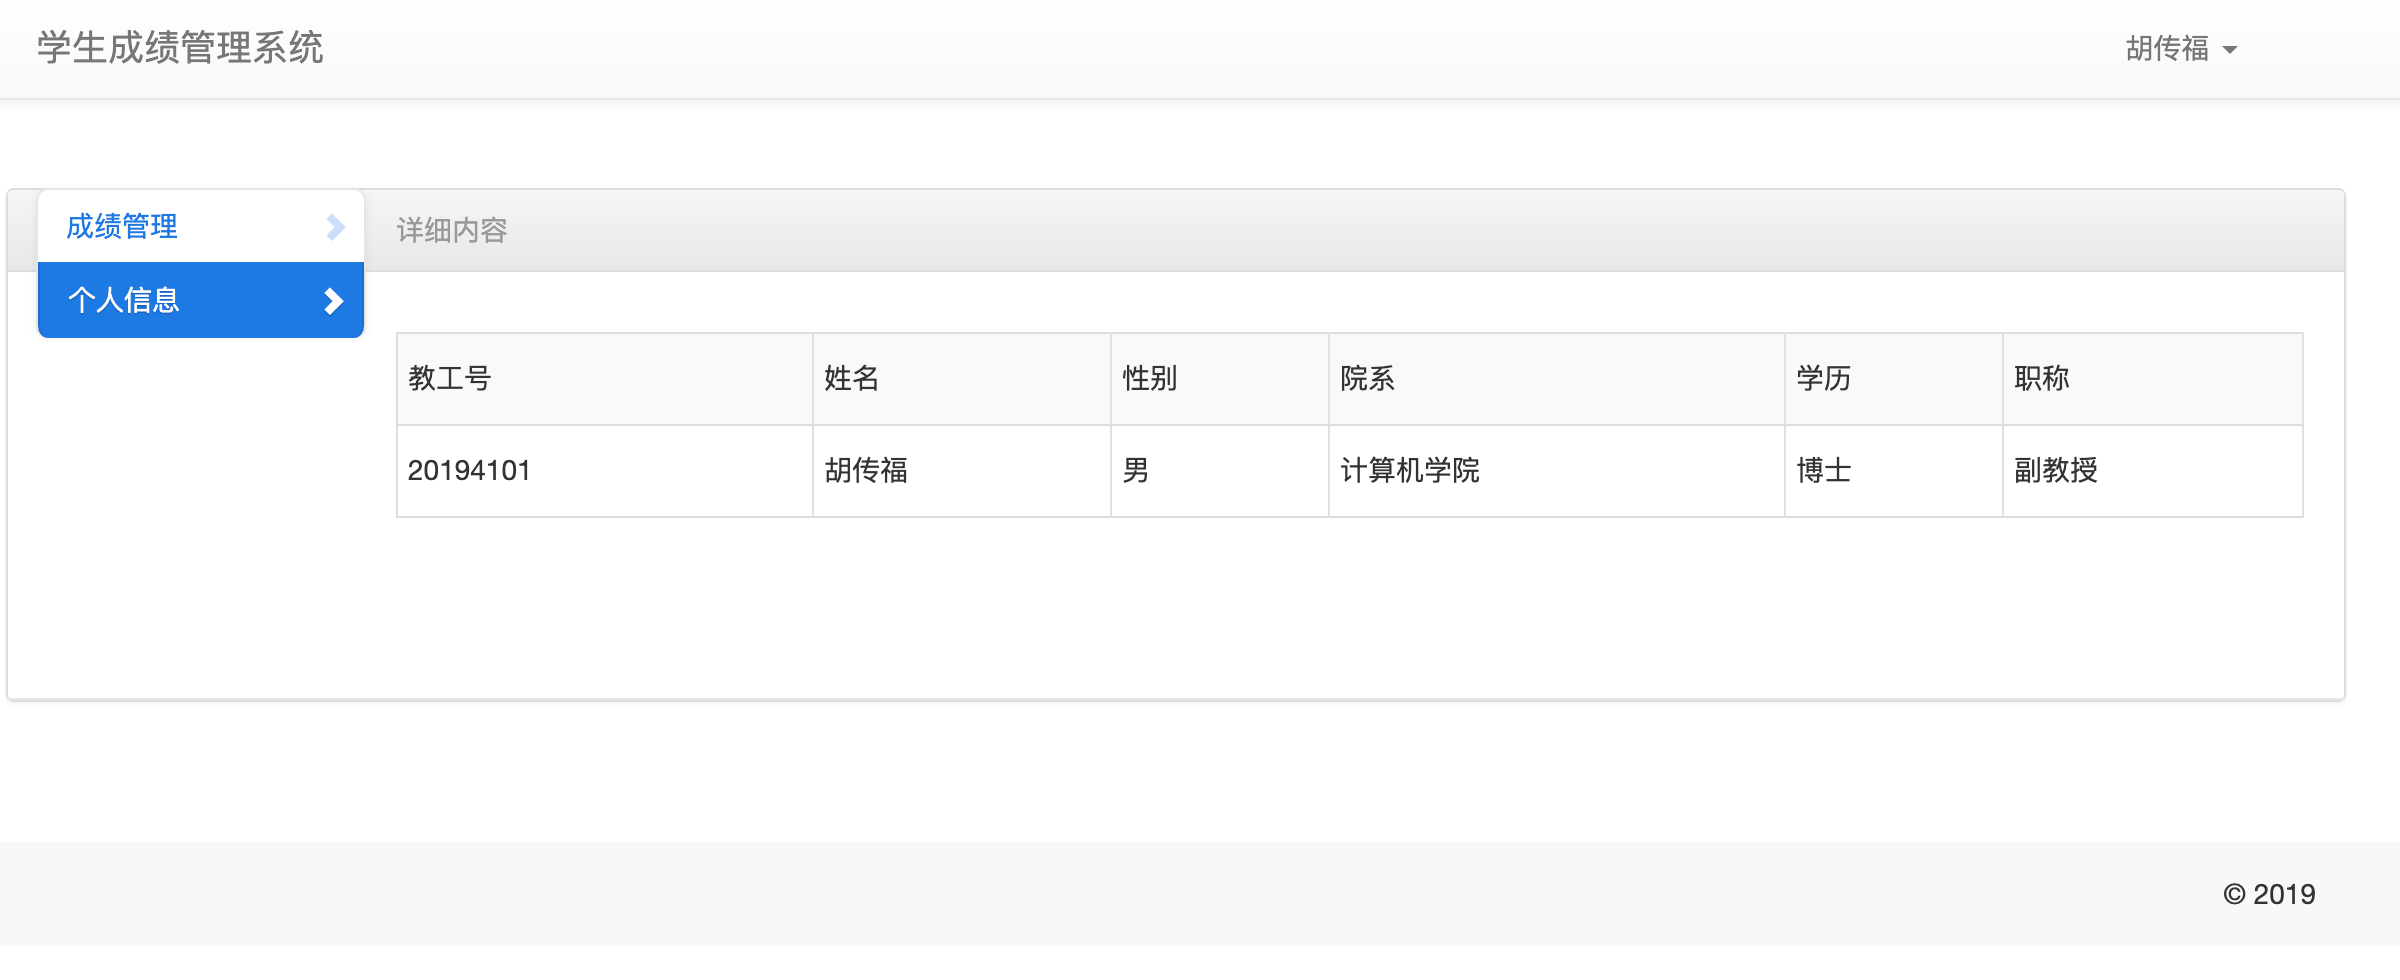 学生成绩管理系统
胡传福
成绩管理
详细内容
个人信息
教工号 姓名 性别 院系 学历 职称
20194101 胡传福 男 计算机学院 博士 副教授
© 2019